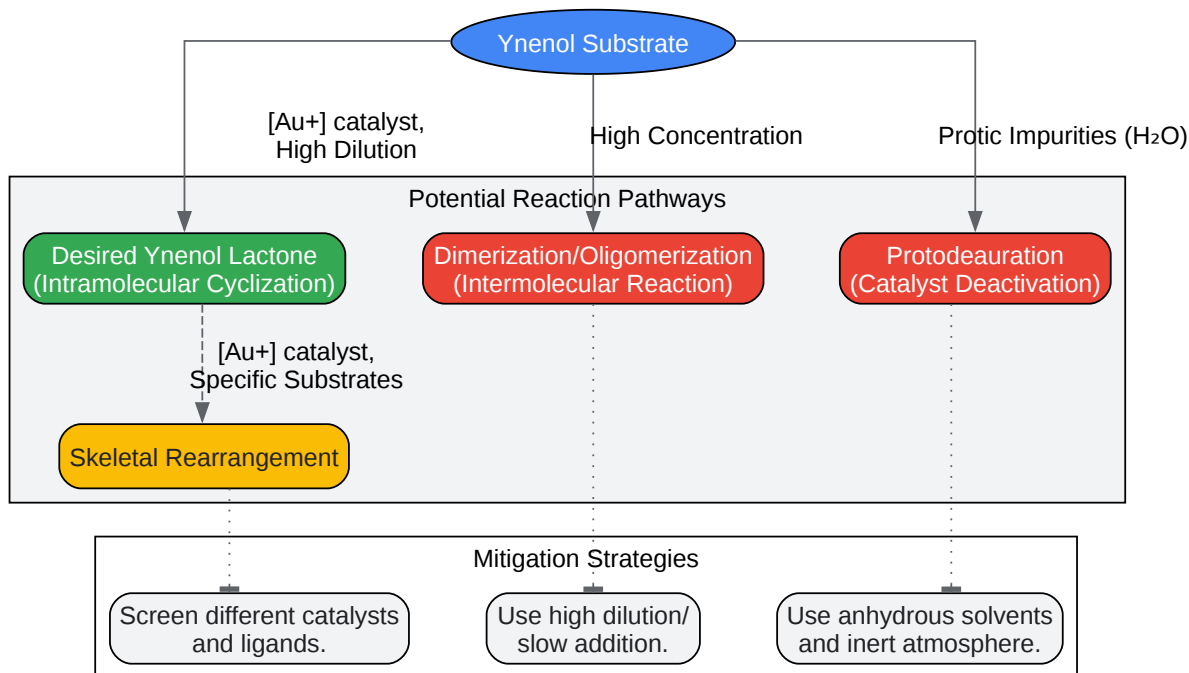 Ynenol Substrate
[Au+] catalyst,
High Dilution
High Concentration
Protic Impurities (H₂O)
Potential Reaction Pathways
Desired Ynenol Lactone
(Intramolecular Cyclization)
Dimerization/Oligomerization
(Intermolecular Reaction)
Protodeauration
(Catalyst Deactivation)
[Au+] catalyst,
Specific Substrates
Skeletal Rearrangement
Mitigation Strategies
Screen different catalysts
and ligands.
Use high dilution/
slow addition.
Use anhydrous solvents
and inert atmosphere.